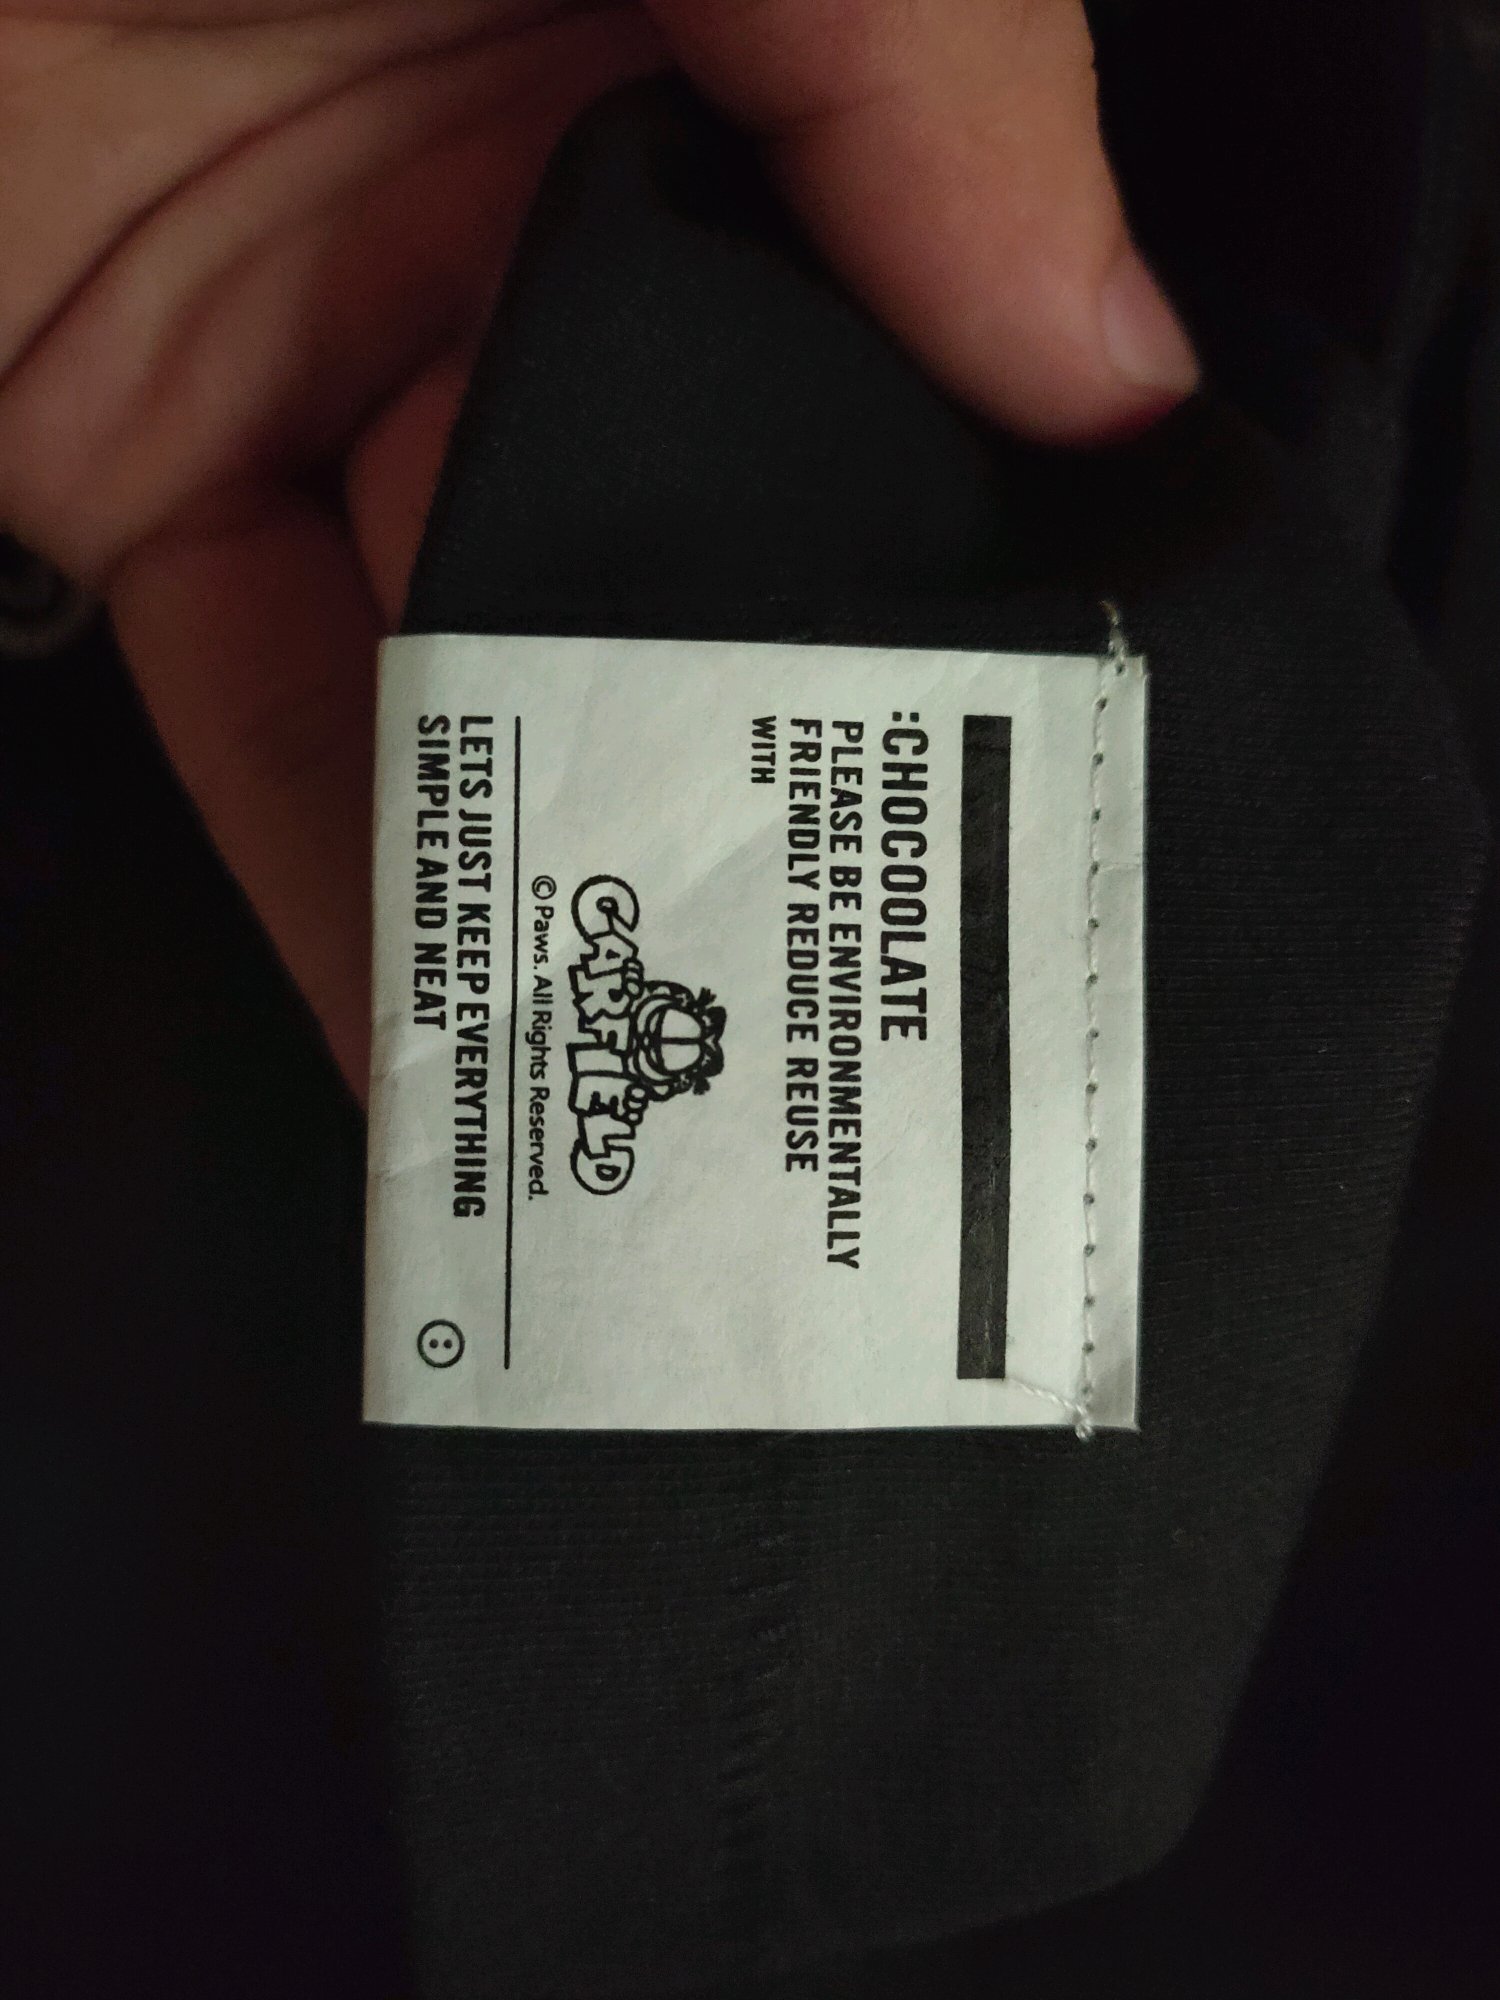 :CHOCOOLATE
PLEASE BE ENVIRONMENTALLY
FRIENDLY REDUCE REUSE
WITH
GARFIELD
© Paws. All Rights Reserved.
LETS JUST KEEP EVERYTHING
SIMPLE AND NEAT
: